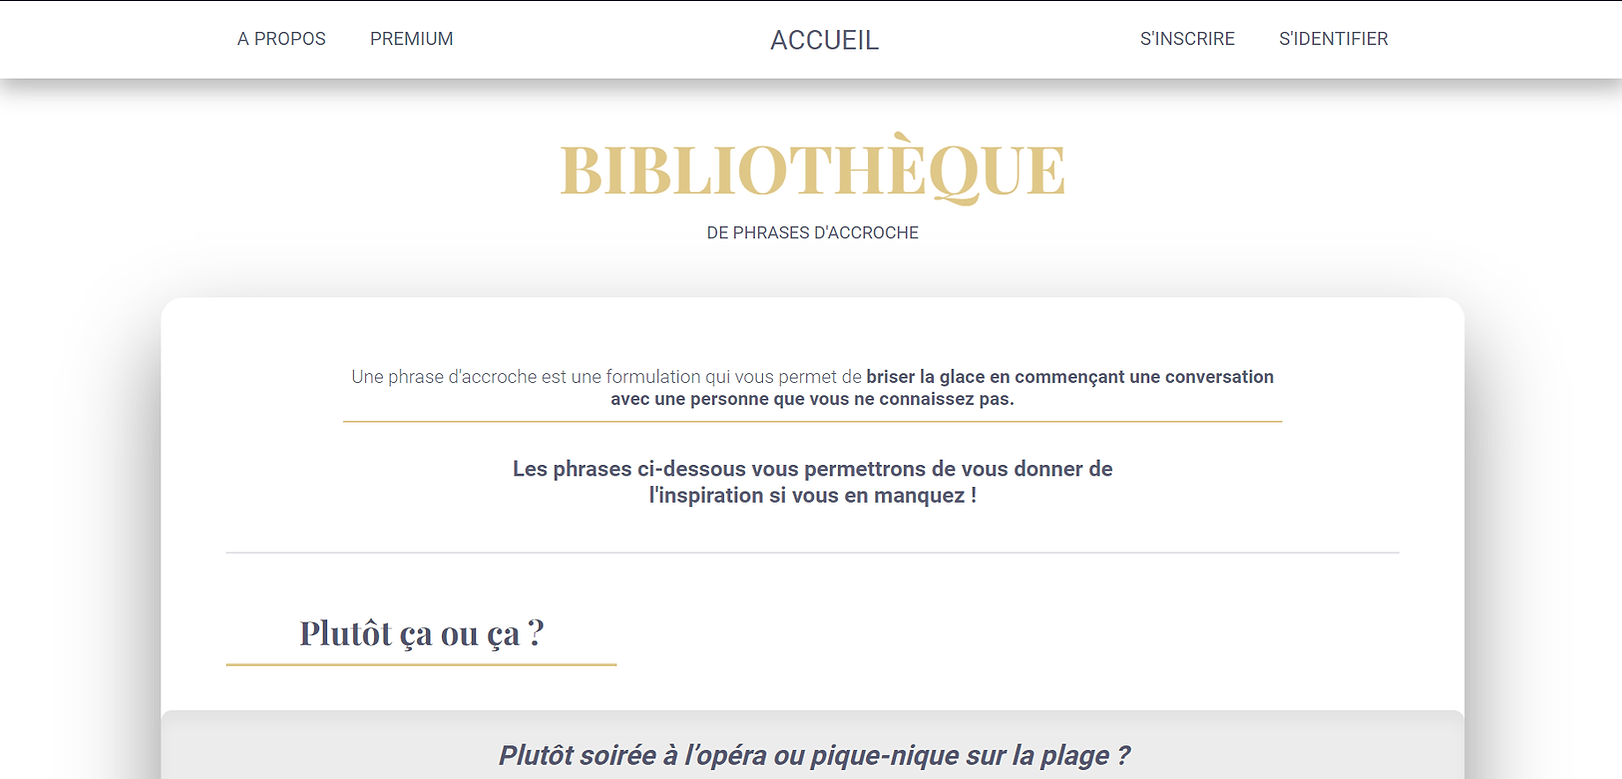 A PROPOS PREMIUM ACCUEIL S'INSCRIRE S'IDENTIFIER
BIBLIOTHÈQUE
DE PHRASES D'ACCROCHE
Une phrase d'accroche est une formulation qui vous permet de briser la glace en commençant une conversation
avec une personne que vous ne connaissez pas.
Les phrases ci-dessous vous permettrons de vous donner de
l'inspiration si vous en manquez !
Plutôt ça ou ça ?
Plutôt soirée à l’opéra ou pique-nique sur la plage ?